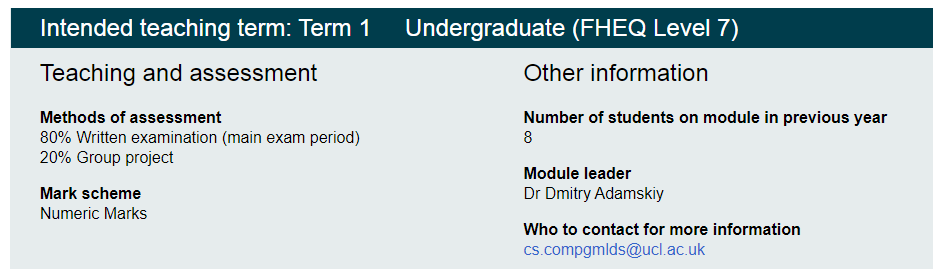 Intended teaching term: Term 1 Undergraduate (FHEQ Level 7)
Teaching and assessment
Methods of assessment
80% Written examination (main exam period)
20% Group project
Mark scheme
Numeric Marks
Other information
Number of students on module in previous year
8
Module leader
Dr Dmitry Adamskiy
Who to contact for more information
cs.compgmlds@ucl.ac.uk